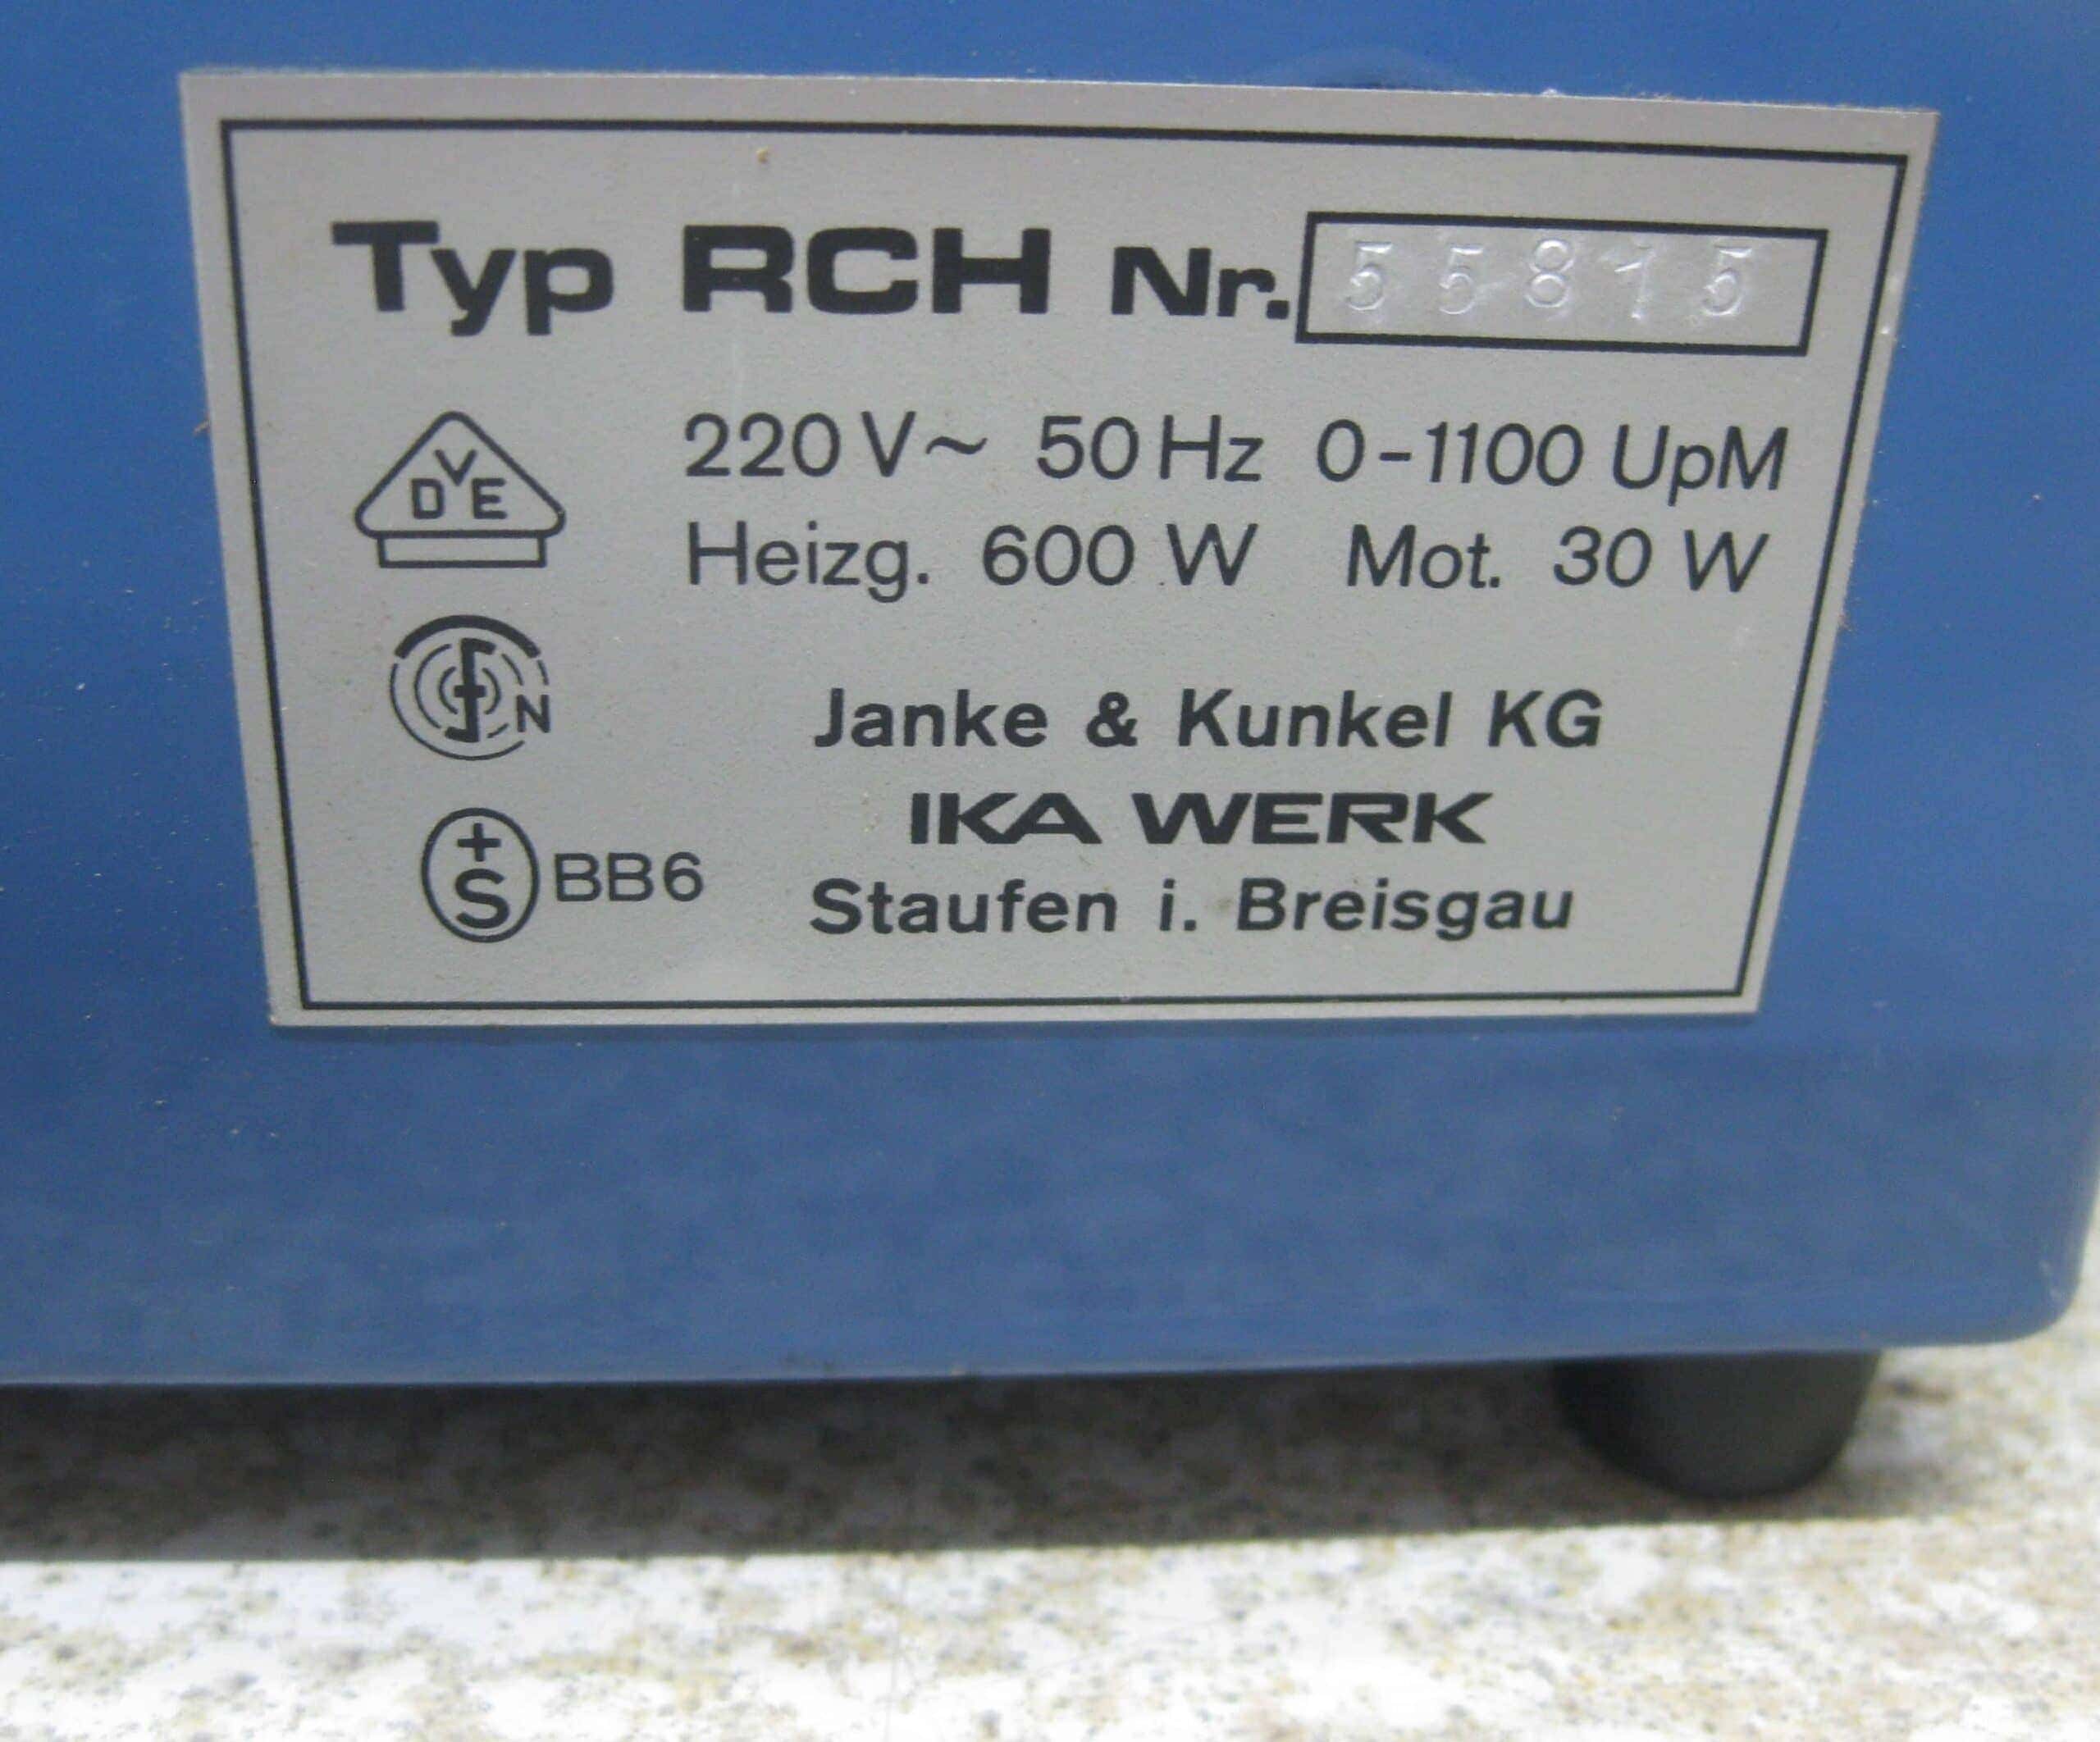 Typ RCH Nr. 55815
VDE
220 V~ 50 Hz 0-1100 UpM
Heizg. 600 W Mot. 30 W
N
Janke & Kunkel KG
IKA WERK
+S BB6
Staufen i. Breisgau